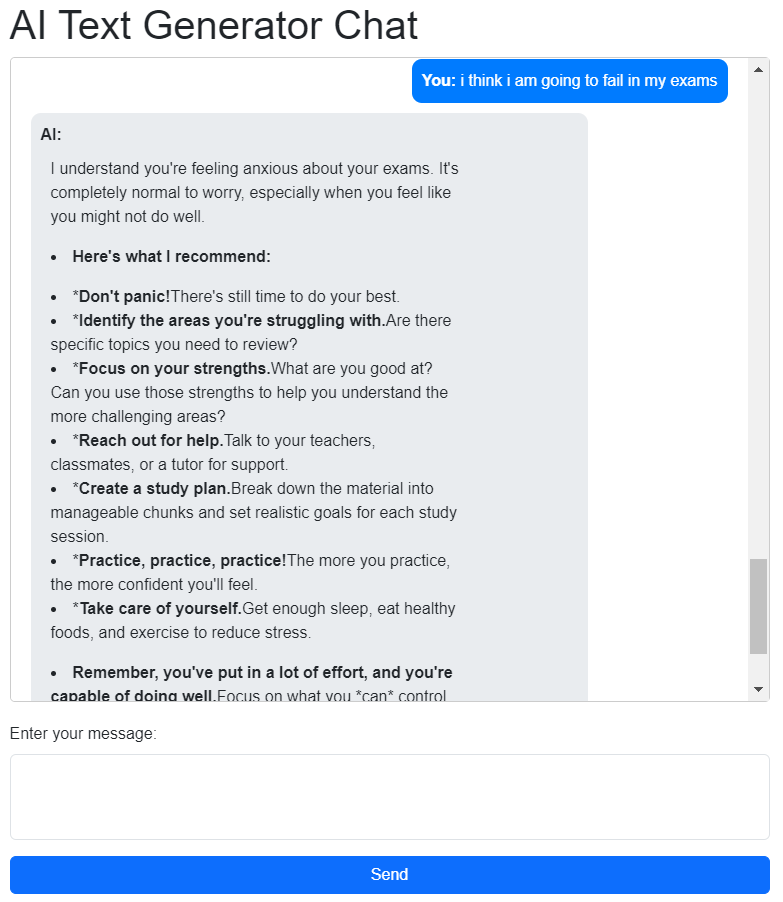 AI Text Generator Chat
You: i think i am going to fail in my exams
AI:
I understand you're feeling anxious about your exams. It's
completely normal to worry, especially when you feel like
you might not do well.
• Here's what I recommend:
• *Don't panic!There's still time to do your best.
• *Identify the areas you're struggling with.Are there
specific topics you need to review?
• *Focus on your strengths.What are you good at?
Can you use those strengths to help you understand the
more challenging areas?
• *Reach out for help.Talk to your teachers,
classmates, or a tutor for support.
• *Create a study plan.Break down the material into
manageable chunks and set realistic goals for each study
session.
• *Practice, practice, practice!The more you practice,
the more confident you'll feel.
• *Take care of yourself.Get enough sleep, eat healthy
foods, and exercise to reduce stress.
• Remember, you've put in a lot of effort, and you're
capable of doing well.Focus on what you *can* control
Enter your message:
Send